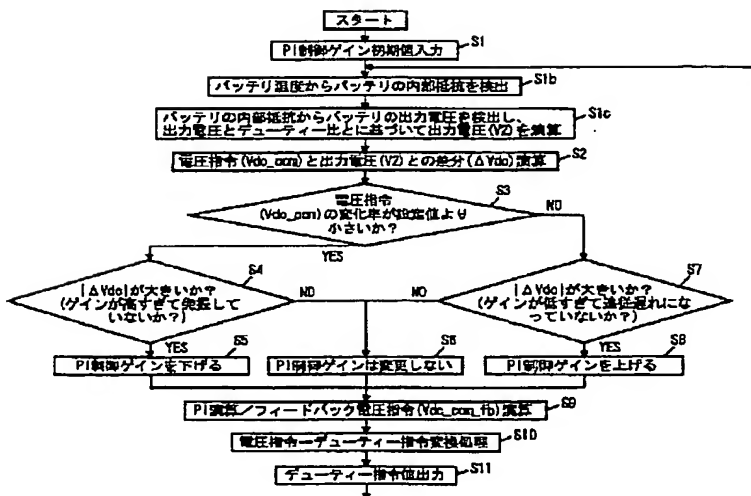 スタート
PI制御ゲイン初期値入力
S1
バッテリ温度からバッテリの内部抵抗を検出
S1b
バッテリの内部抵抗からバッテリの出力電圧を検出し、
出力電圧とデューティー比とに基づいて出力電圧(V2)を演算
S1c
電圧指令(Vdc_com)と出力電圧(V2)との差分(ΔVdc)演算
S2
電圧指令
(Vdc_com)の変化率が設定値より
小さいか?
S3
NO
YES
|ΔVdc|が大きいか?
(ゲインが高すぎて発振して
いないか?)
S4
NO
NO
|ΔVdc|が大きいか?
(ゲインが低すぎて追従遅れにな
っていないか?)
S7
YES
S5
PI制御ゲインを下げる
S6
PI制御ゲインは変更しない
YES
S8
PI制御ゲインを上げる
PI演算/フィードバック電圧指令(Vdc_com_fb)演算
S9
電圧指令ーデューティー指令変換処理
S10
デューティー指令値出力
S11